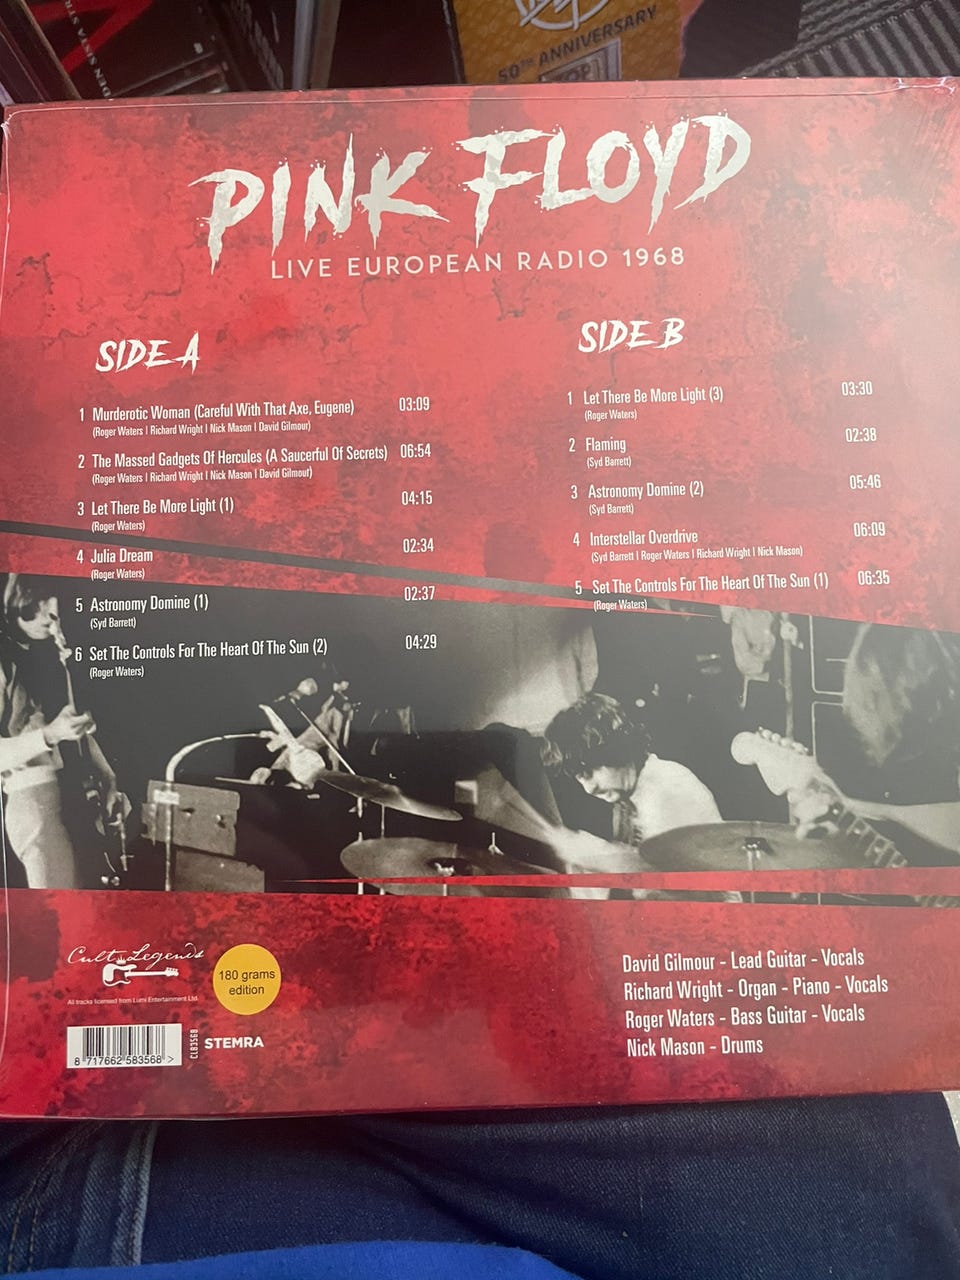 50TH ANNIVERSARY
PINK FLOYD
LIVE EUROPEAN RADIO 1968
SIDE A
1 Murderotic Woman (Careful With That Axe, Eugene) 03:09
(Roger Waters | Richard Wright | Nick Mason | David Gilmour)
2 The Massed Gadgets Of Hercules (A Saucerful Of Secrets) 06:54
(Roger Waters | Richard Wright | Nick Mason | David Gilmour)
3 Let There Be More Light (1) 04:15
(Roger Waters)
4 Julia Dream 02:34
(Roger Waters)
5 Astronomy Domine (1) 02:37
(Syd Barrett)
6 Set The Controls For The Heart Of The Sun (2) 04:29
(Roger Waters)
SIDE B
1 Let There Be More Light (3) 03:30
(Roger Waters)
2 Flaming 02:38
(Syd Barrett)
3 Astronomy Domine (2) 05:46
(Syd Barrett)
4 Interstellar Overdrive 06:09
(Syd Barrett | Roger Waters | Richard Wright | Nick Mason)
5 Set The Controls For The Heart Of The Sun (1) 06:35
(Roger Waters)
Cult Legends
All tracks licensed from Lumi Entertainment Ltd.
180 grams
edition
8 717662 583568 >
CL83568
STEMRA
David Gilmour - Lead Guitar - Vocals
Richard Wright - Organ - Piano - Vocals
Roger Waters - Bass Guitar - Vocals
Nick Mason - Drums